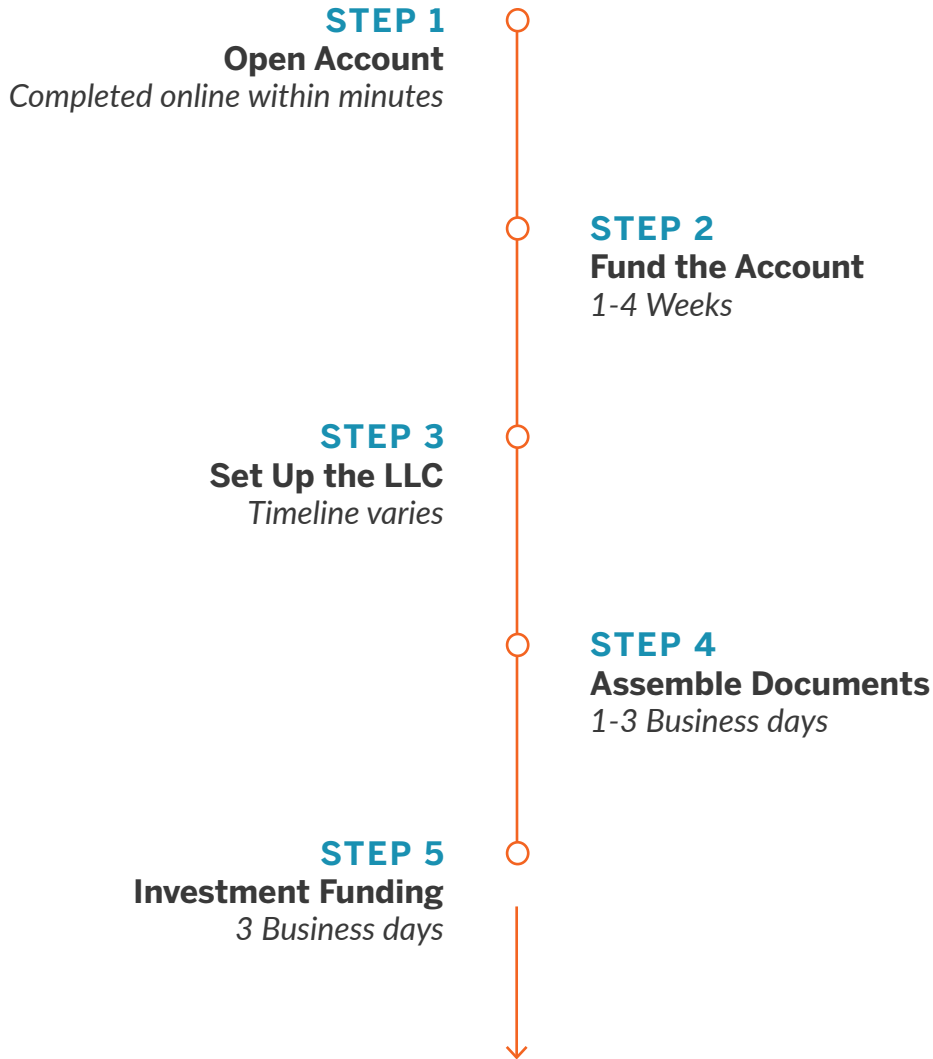 STEP 1
Open Account
Completed online within minutes
STEP 2
Fund the Account
1-4 Weeks
STEP 3
Set Up the LLC
Timeline varies
STEP 4
Assemble Documents
1-3 Business days
STEP 5
Investment Funding
3 Business days